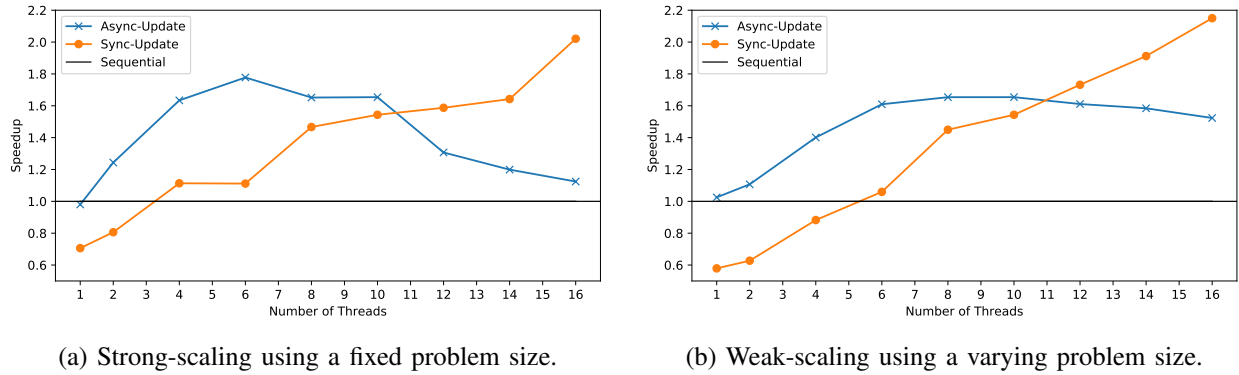 2.2
2.0
1.8
1.6
1.4
1.2
1.0
0.8
0.6
Speedup
Async-Update
Sync-Update
Sequential
1 2 3 4 5 6 7 8 9 10 11 12 13 14 15 16
Number of Threads
(a) Strong-scaling using a fixed problem size.
2.2
2.0
1.8
1.6
1.4
1.2
1.0
0.8
0.6
Speedup
Async-Update
Sync-Update
Sequential
1 2 3 4 5 6 7 8 9 10 11 12 13 14 15 16
Number of Threads
(b) Weak-scaling using a varying problem size.